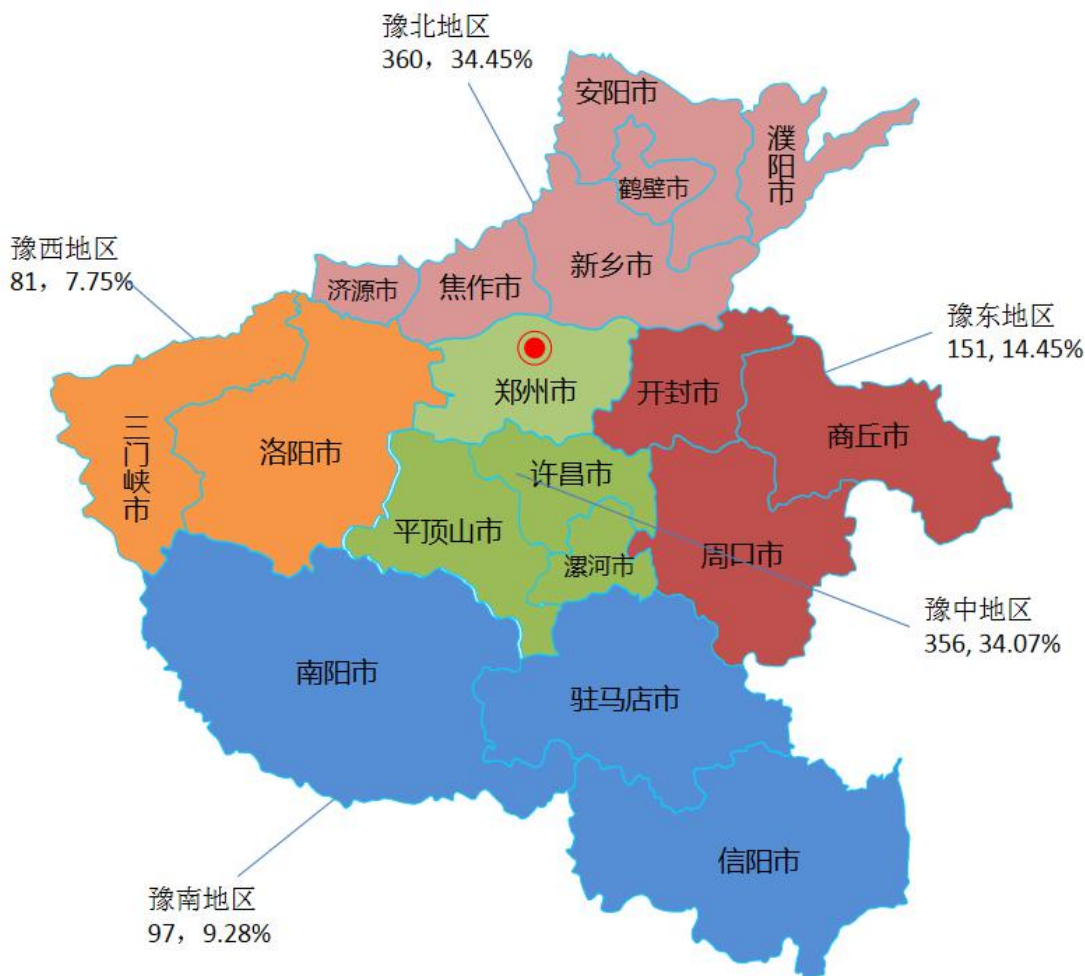 豫北地区
360，34.45%
安阳市
濮阳市
鹤壁市
豫西地区
81，7.75%
新乡市
济源市
焦作市
豫东地区
151, 14.45%
郑州市
开封市
三门峡市
洛阳市
商丘市
许昌市
平顶山市
漯河市
周口市
豫中地区
356, 34.07%
南阳市
驻马店市
信阳市
豫南地区
97，9.28%